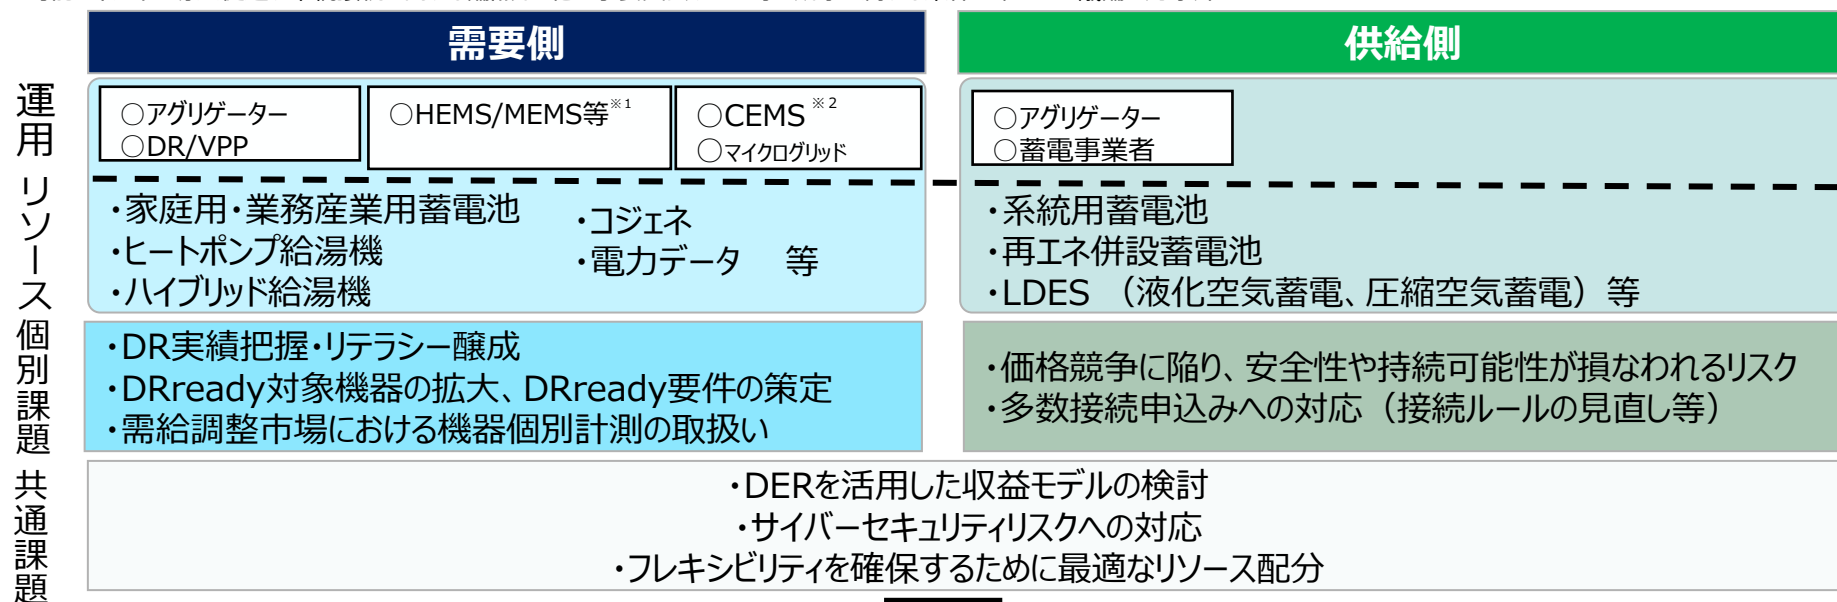 需要側
供給側
運用
○アグリゲーター
○DR/VPP
○HEMS/MEMS等※1
○CEMS※2
○マイクログリッド
○アグリゲーター
○蓄電事業者
リソース
・家庭用・業務産業用蓄電池
・ヒートポンプ給湯機
・ハイブリッド給湯機
・コジェネ
・電力データ 等
・系統用蓄電池
・再エネ併設蓄電池
・LDES （液化空気蓄電、圧縮空気蓄電）等
個別課題
・DR実績把握・リテラシー醸成
・DRready対象機器の拡大、DRready要件の策定
・需給調整市場における機器個別計測の取扱い
・価格競争に陥り、安全性や持続可能性が損なわれるリスク
・多数接続申込みへの対応（接続ルールの見直し等）
共通課題
・DERを活用した収益モデルの検討
・サイバーセキュリティリスクへの対応
・フレキシビリティを確保するために最適なリソース配分